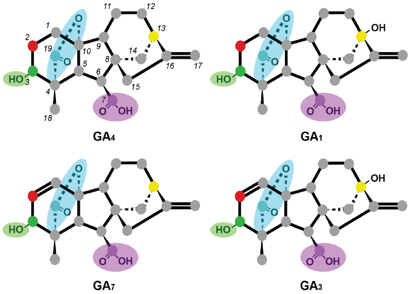 11 12
1 O 13
2 19 10 9 14
O 8 17
HO 3 5 16
4 6 15
7
18 O OH
GA4
O OH
O
HO
O OH
GA1
O
O
HO
O OH
GA7
O OH
O
HO
O OH
GA3